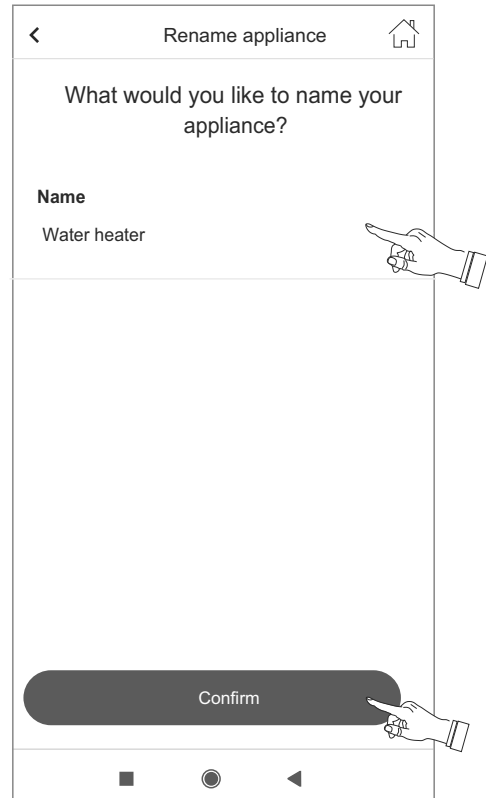 Rename appliance
What would you like to name your
appliance?
Name
Water heater
Confirm